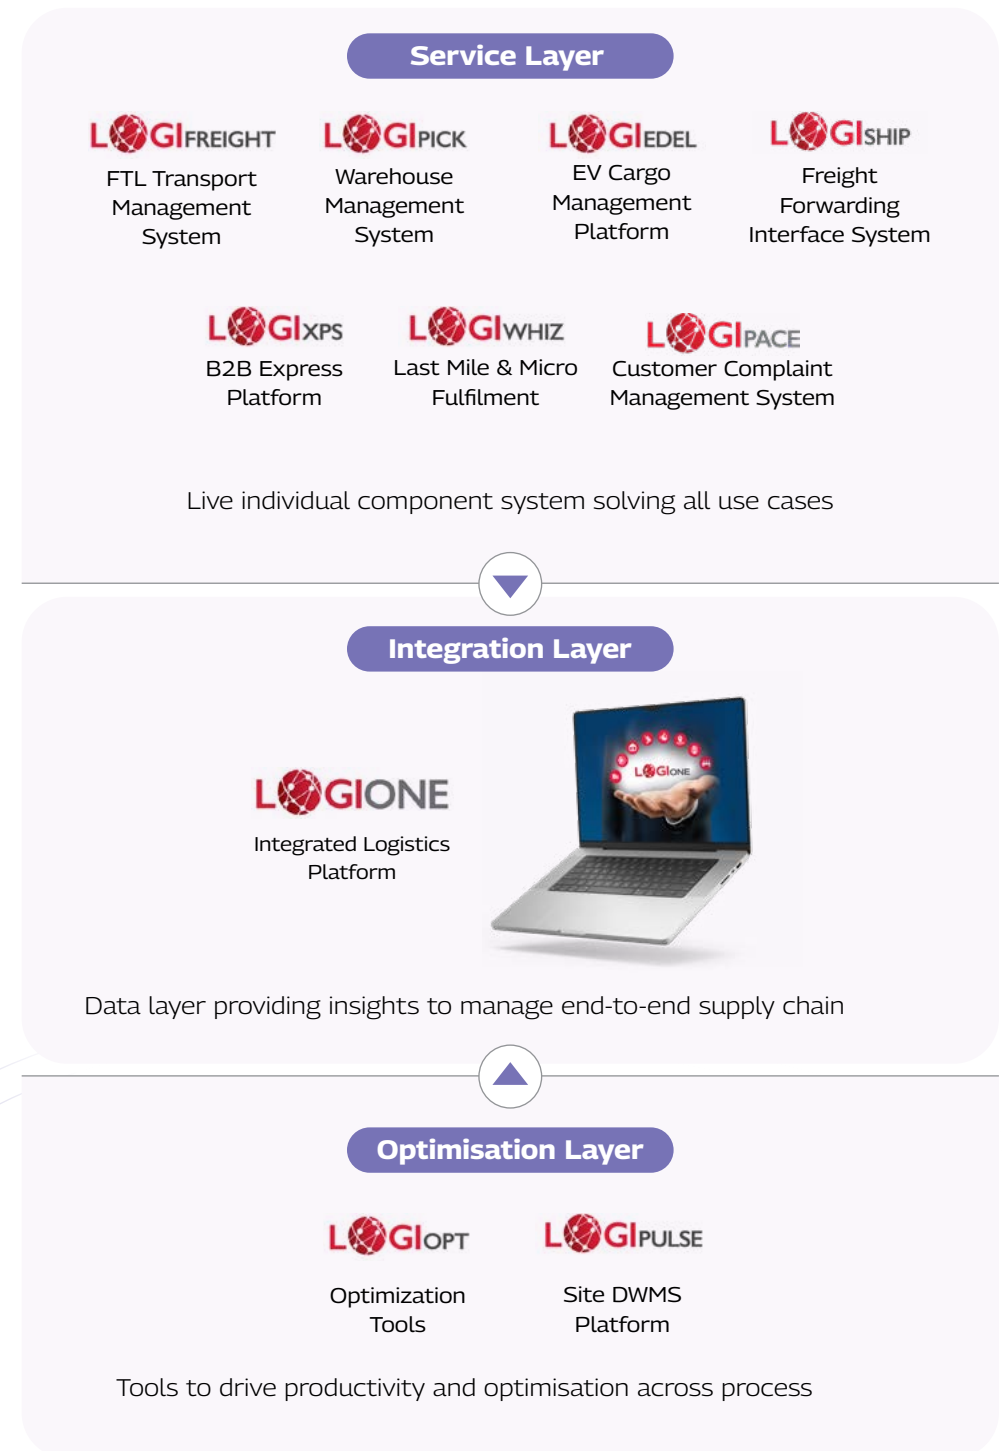 Service Layer
LOGIFREIGHT
FTL Transport
Management
System
LOGIPICK
Warehouse
Management
System
LOGIEDEL
EV Cargo
Management
Platform
LOGISHIP
Freight
Forwarding
Interface System
LOGIXPS
B2B Express
Platform
LOGIWHIZ
Last Mile & Micro
Fulfilment
LOGIPACE
Customer Complaint
Management System
Live individual component system solving all use cases
Integration Layer
LOGIONE
Integrated Logistics
Platform
LOGIONE
Data layer providing insights to manage end-to-end supply chain
Optimisation Layer
LOGIOPT
Optimization
Tools
LOGIPULSE
Site DWMS
Platform
Tools to drive productivity and optimisation across process